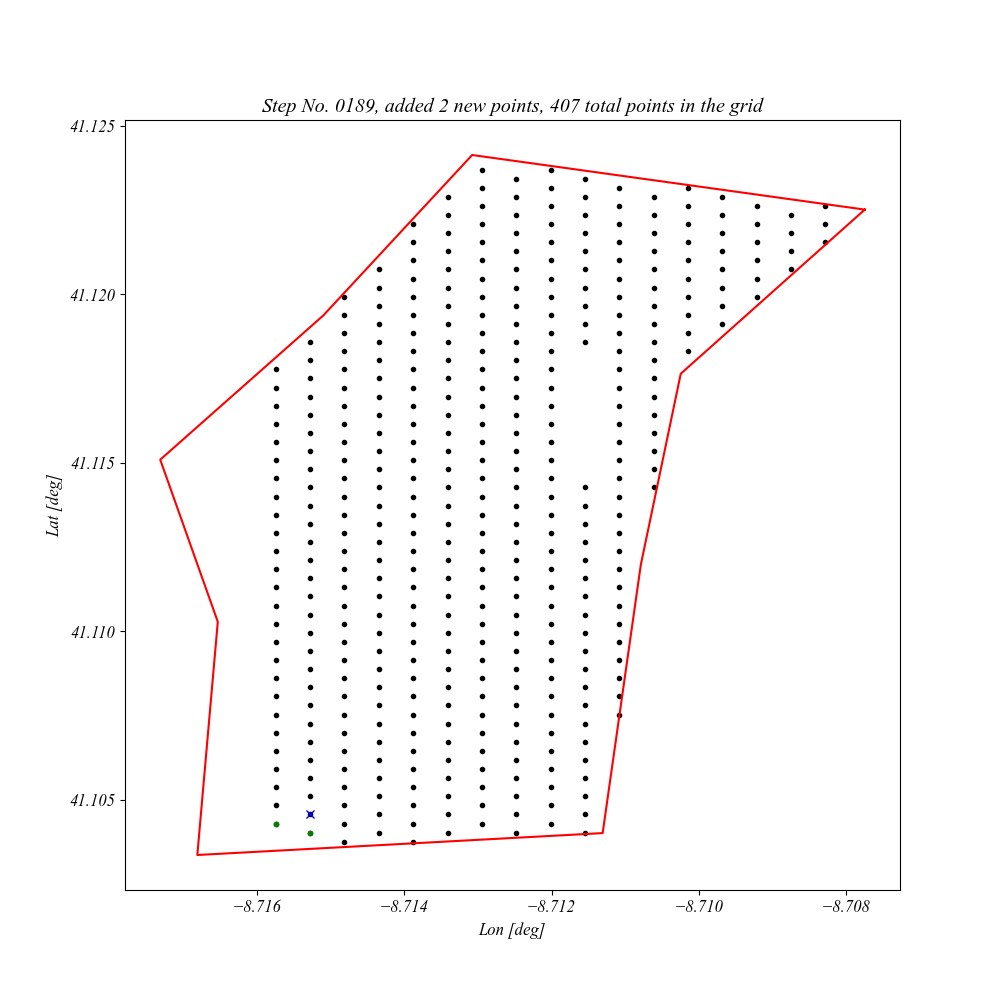 Step No. 0189, added 2 new points, 407 total points in the grid
41.125
41.120
41.115
41.110
41.105
Lat [deg]
−8.716 −8.714 −8.712 −8.710 −8.708
Lon [deg]